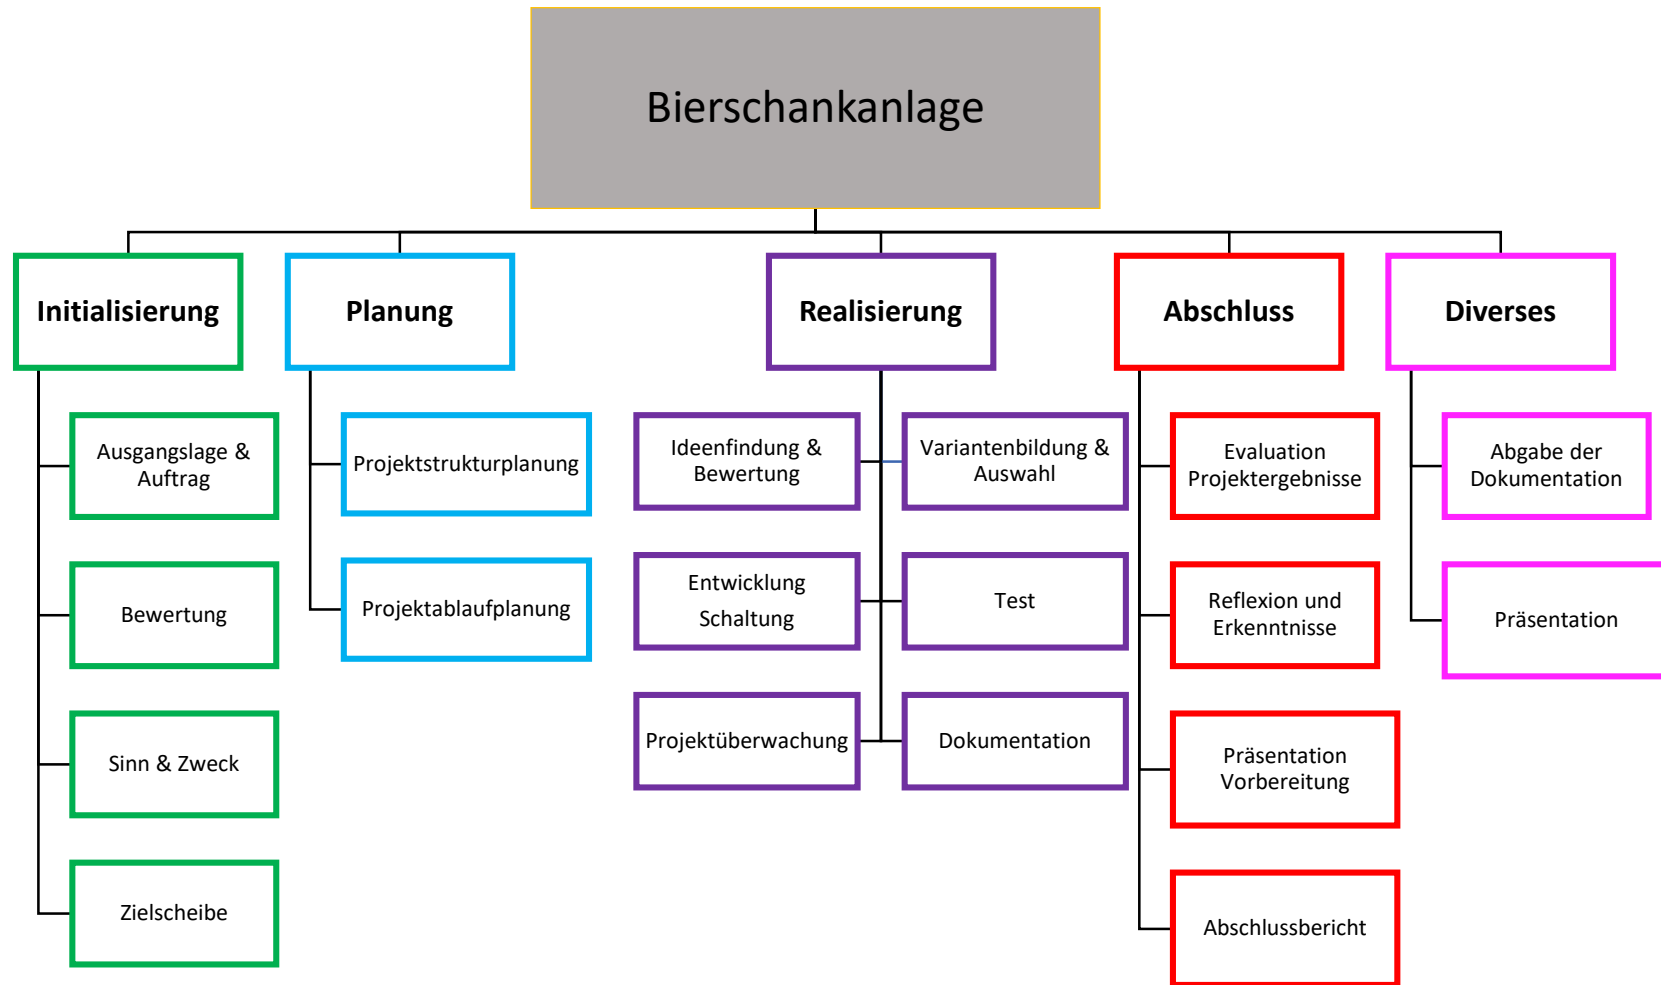 Bierschankanlage
Initialisierung
Planung
Realisierung
Abschluss
Diverses
Ausgangslage &
Auftrag
Bewertung
Sinn & Zweck
Zielscheibe
Projektstrukturplanung
Projektablaufplanung
Ideenfindung &
Bewertung
Variantenbildung &
Auswahl
Entwicklung
Schaltung
Test
Projektüberwachung
Dokumentation
Evaluation
Projektergebnisse
Reflexion und
Erkenntnisse
Präsentation
Vorbereitung
Abschlussbericht
Abgabe der
Dokumentation
Präsentation